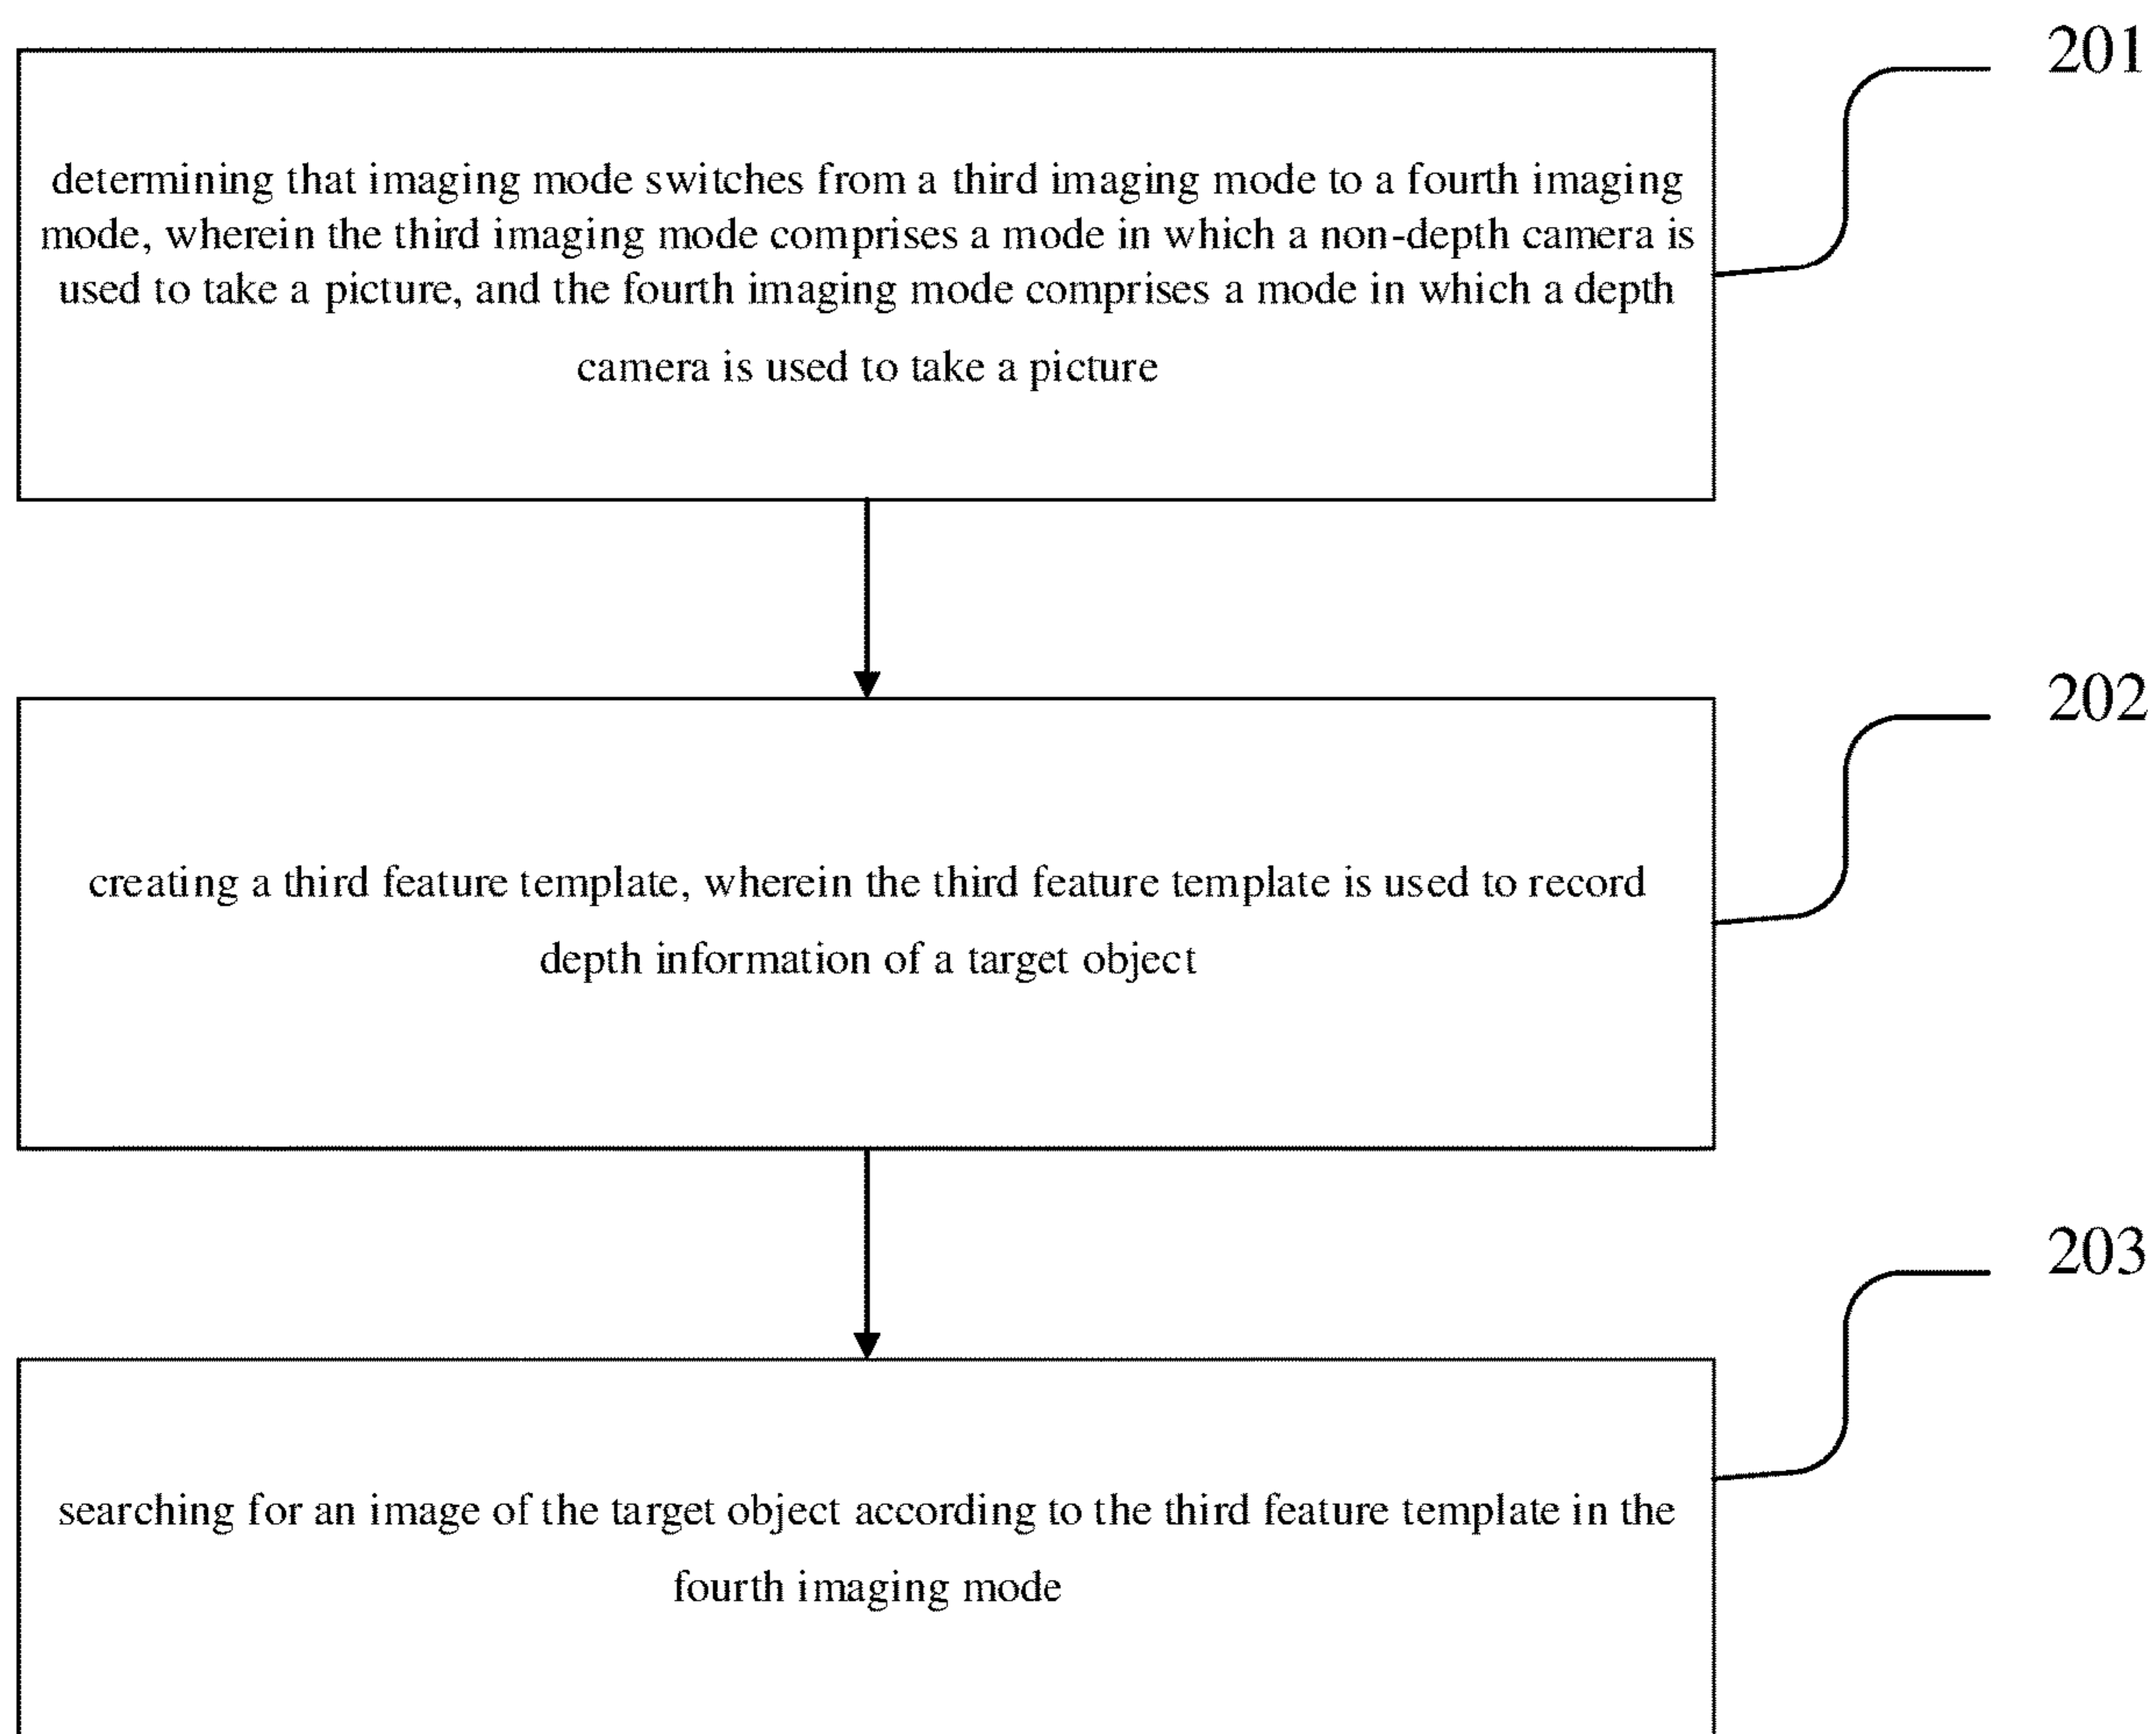 201
determining that imaging mode switches from a third imaging mode to a fourth imaging
mode, wherein the third imaging mode comprises a mode in which a non-depth camera is
used to take a picture, and the fourth imaging mode comprises a mode in which a depth
camera is used to take a picture
202
creating a third feature template, wherein the third feature template is used to record
depth information of a target object
203
searching for an image of the target object according to the third feature template in the
fourth imaging mode